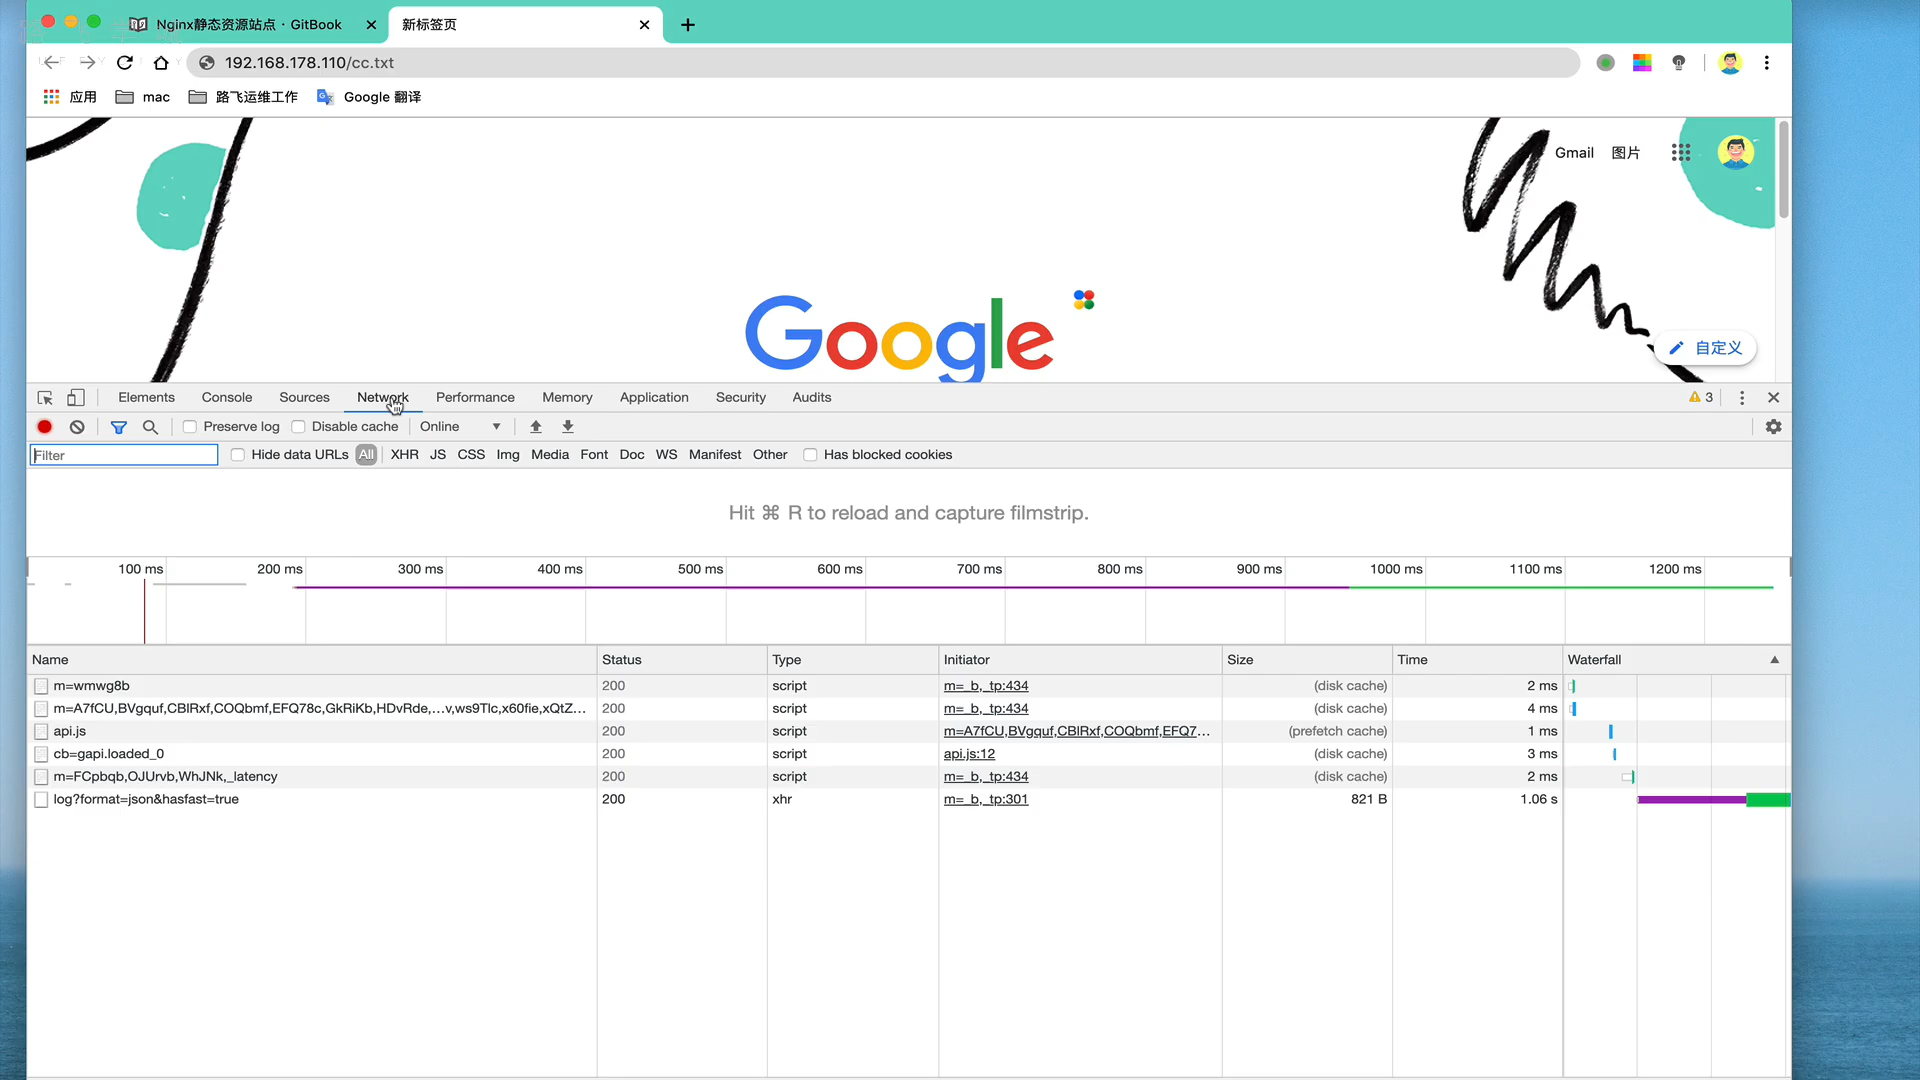 Nginx静态资源站点 · GitBook
新标签页
192.168.178.110/cc.txt
应用 mac 路飞运维工作 Google 翻译
Gmail 图片
Google
自定义
Elements Console Sources Network Performance Memory Application Security Audits 3
Preserve log Disable cache Online
Filter Hide data URLs All XHR JS CSS Img Media Font Doc WS Manifest Other Has blocked cookies
Hit ⌘ R to reload and capture filmstrip.
100 ms 200 ms 300 ms 400 ms 500 ms 600 ms 700 ms 800 ms 900 ms 1000 ms 1100 ms 1200 ms
Name Status Type Initiator Size Time Waterfall
m=wmwg8b 200 script m=_b,_tp:434 (disk cache) 2 ms
m=A7fCU,BVgquf,CBlRxf,COQbmf,EFQ78c,GkRiKb,HDvRde,…v,ws9Tlc,x60fie,xQtZ… 200 script m=_b,_tp:434 (disk cache) 4 ms
api.js 200 script m=A7fCU,BVgquf,CBlRxf,COQbmf,EFQ7… (prefetch cache) 1 ms
cb=gapi.loaded_0 200 script api.js:12 (disk cache) 3 ms
m=FCpbqb,OJUrvb,WhJNk,_latency 200 script m=_b,_tp:434 (disk cache) 2 ms
log?format=json&hasfast=true 200 xhr m=_b,_tp:301 821 B 1.06 s